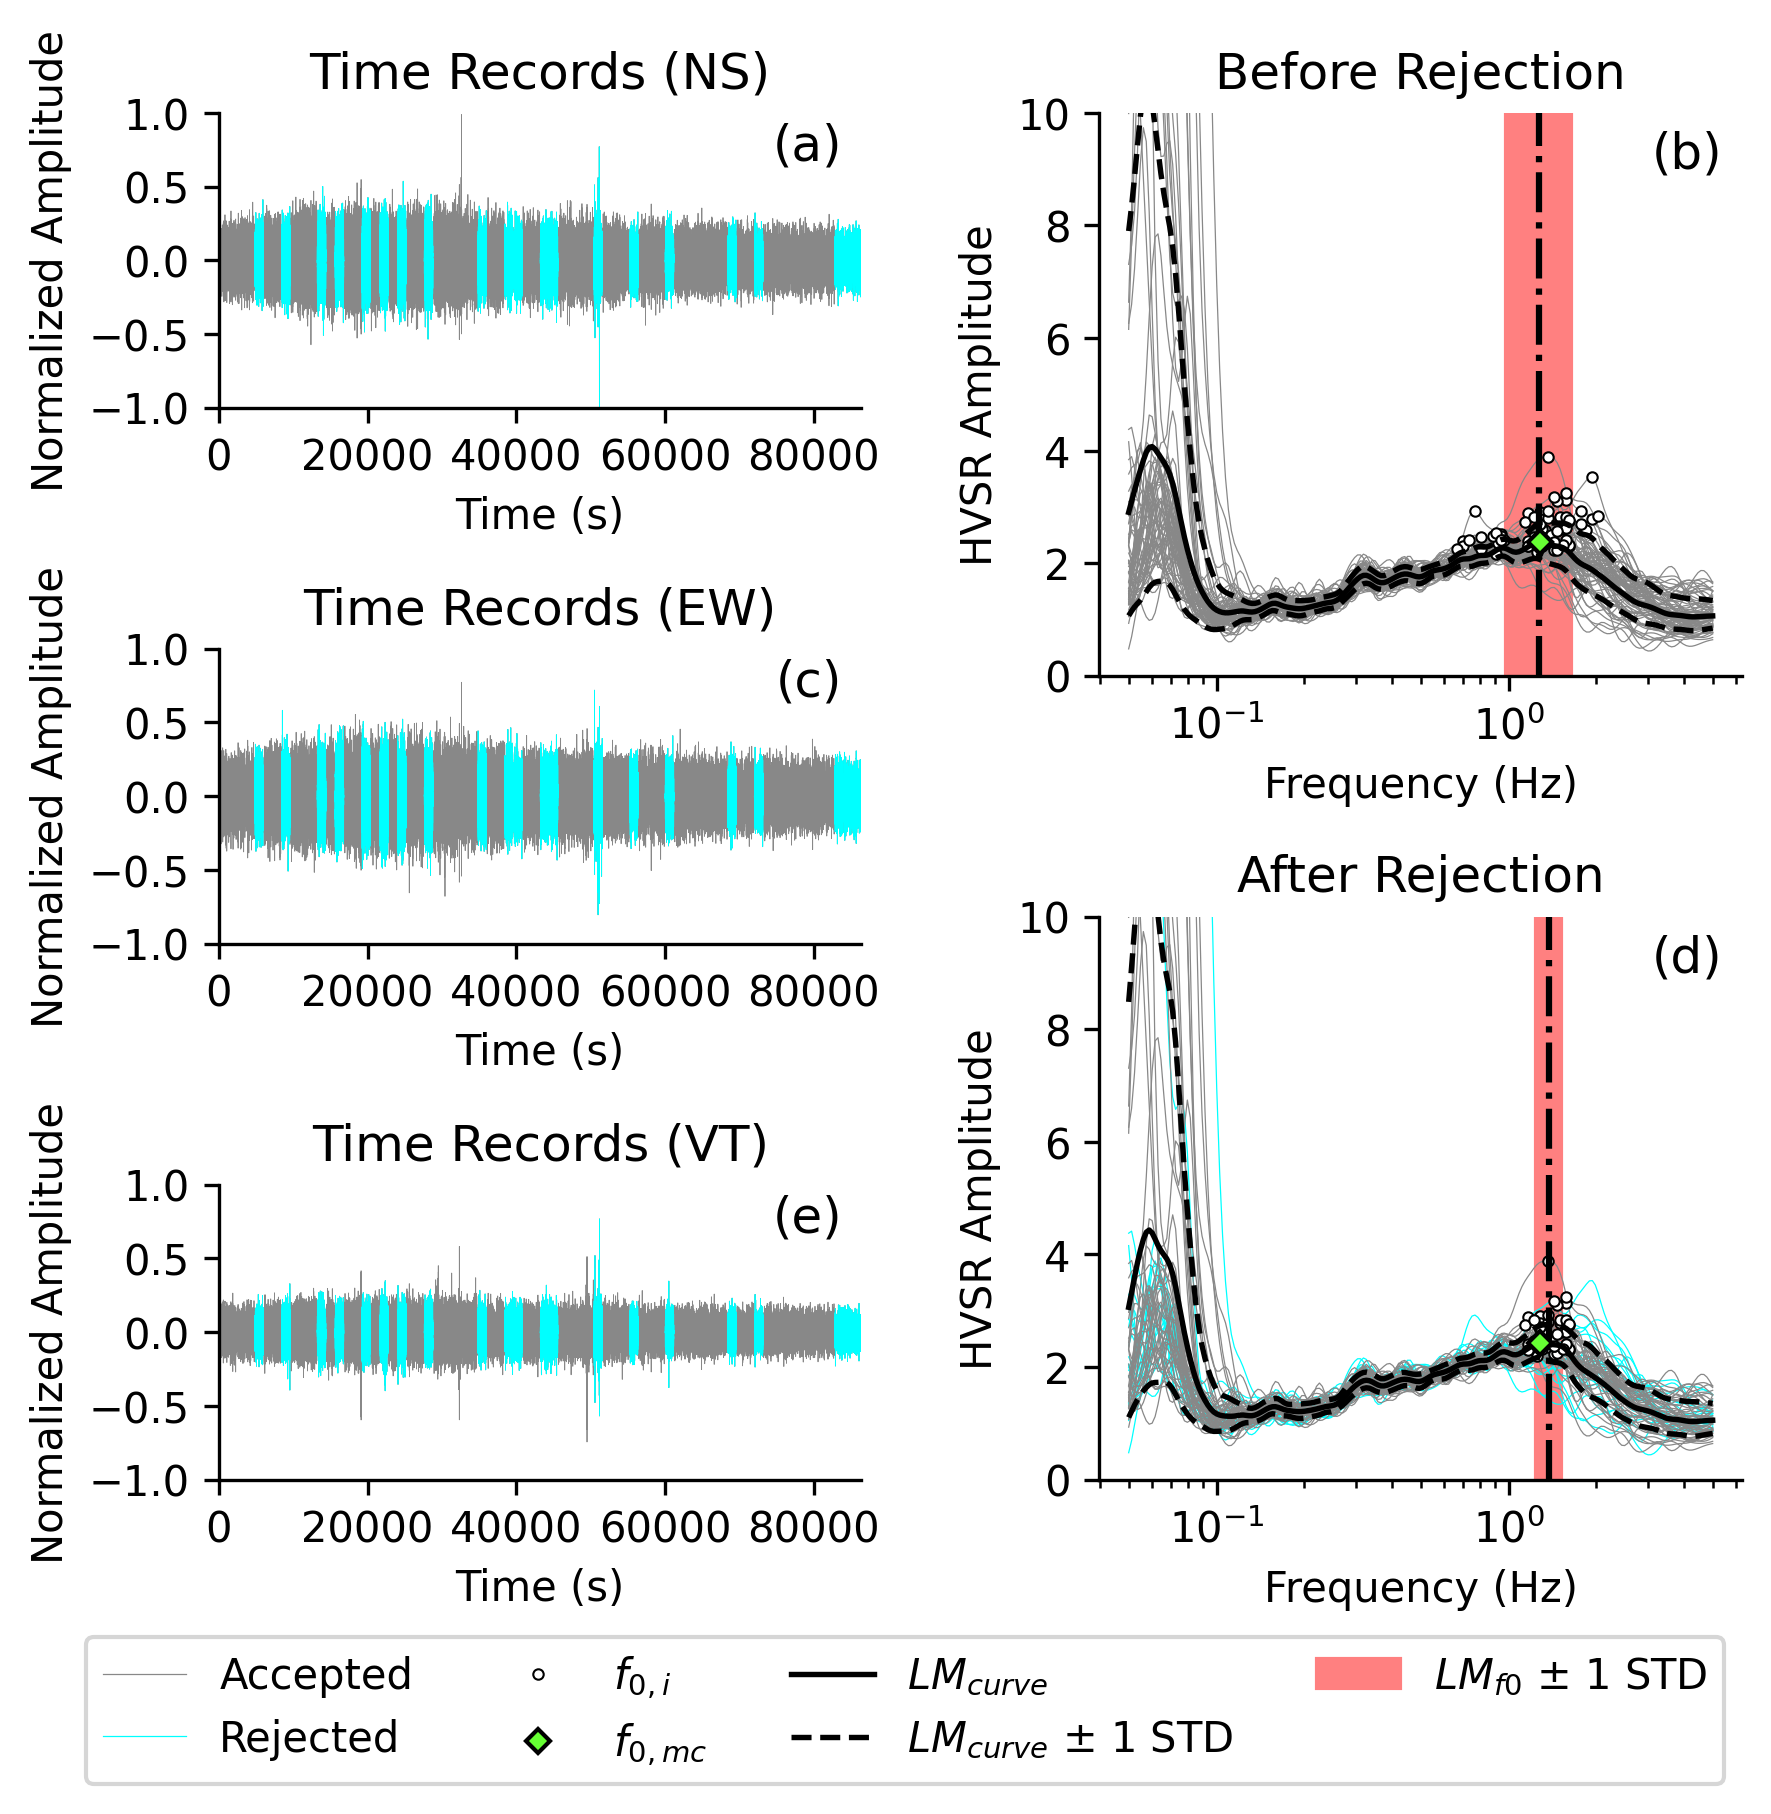 Time Records (NS)
(a)
Normalized Amplitude
1.0
0.5
0.0
−0.5
−1.0
0 20000 40000 60000 80000
Time (s)
Before Rejection
(b)
HVSR Amplitude
10
8
6
4
2
0
10⁻¹ 10⁰
Frequency (Hz)
Time Records (EW)
(c)
Normalized Amplitude
1.0
0.5
0.0
−0.5
−1.0
0 20000 40000 60000 80000
Time (s)
After Rejection
(d)
HVSR Amplitude
10
8
6
4
2
0
10⁻¹ 10⁰
Frequency (Hz)
Time Records (VT)
(e)
Normalized Amplitude
1.0
0.5
0.0
−0.5
−1.0
0 20000 40000 60000 80000
Time (s)
Accepted
Rejected
f0,i
f0,mc
LMcurve
LMcurve ± 1 STD
LMf0 ± 1 STD